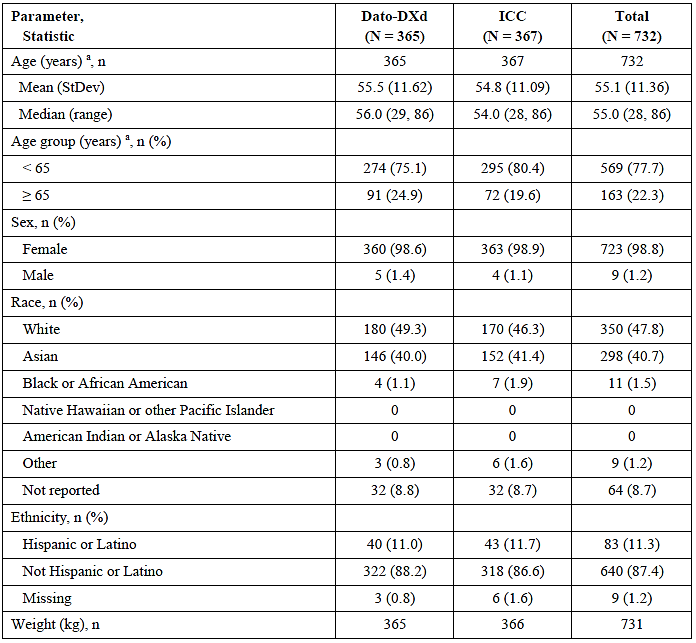 Parameter, Dato-DXd ICC Total
Statistic (N = 365) (N = 367) (N = 732)
Age (years) a, n 365 367 732
Mean (StDev) 55.5 (11.62) 54.8 (11.09) 55.1 (11.36)
Median (range) 56.0 (29, 86) 54.0 (28, 86) 55.0 (28, 86)
Age group (years) a, n (%)
< 65 274 (75.1) 295 (80.4) 569 (77.7)
≥ 65 91 (24.9) 72 (19.6) 163 (22.3)
Sex, n (%)
Female 360 (98.6) 363 (98.9) 723 (98.8)
Male 5 (1.4) 4 (1.1) 9 (1.2)
Race, n (%)
White 180 (49.3) 170 (46.3) 350 (47.8)
Asian 146 (40.0) 152 (41.4) 298 (40.7)
Black or African American 4 (1.1) 7 (1.9) 11 (1.5)
Native Hawaiian or other Pacific Islander 0 0 0
American Indian or Alaska Native 0 0 0
Other 3 (0.8) 6 (1.6) 9 (1.2)
Not reported 32 (8.8) 32 (8.7) 64 (8.7)
Ethnicity, n (%)
Hispanic or Latino 40 (11.0) 43 (11.7) 83 (11.3)
Not Hispanic or Latino 322 (88.2) 318 (86.6) 640 (87.4)
Missing 3 (0.8) 6 (1.6) 9 (1.2)
Weight (kg), n 365 366 731